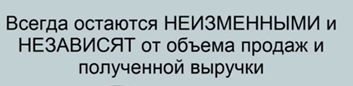 Всегда остаются НЕИЗМЕННЫМИ и
НЕЗАВИСЯТ от объема продаж и
полученной выручки